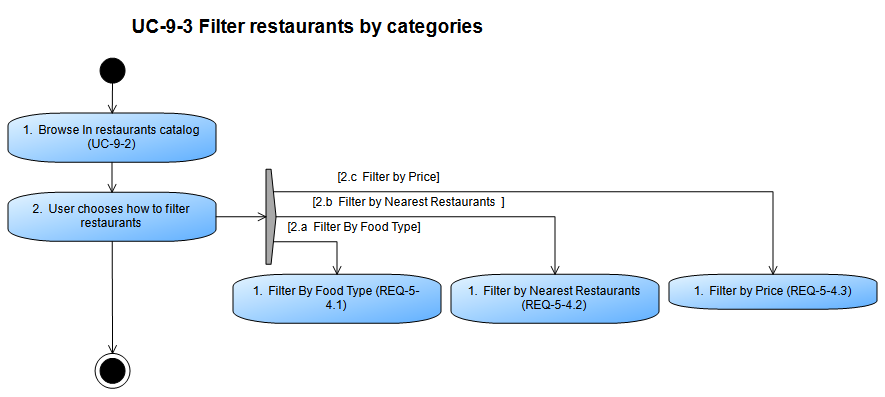 UC-9-3 Filter restaurants by categories
1. Browse In restaurants catalog
(UC-9-2)
2. User chooses how to filter
restaurants
[2.c Filter by Price]
[2.b Filter by Nearest Restaurants ]
[2.a Filter By Food Type]
1. Filter By Food Type (REQ-5-
4.1)
1. Filter by Nearest Restaurants
(REQ-5-4.2)
1. Filter by Price (REQ-5-4.3)